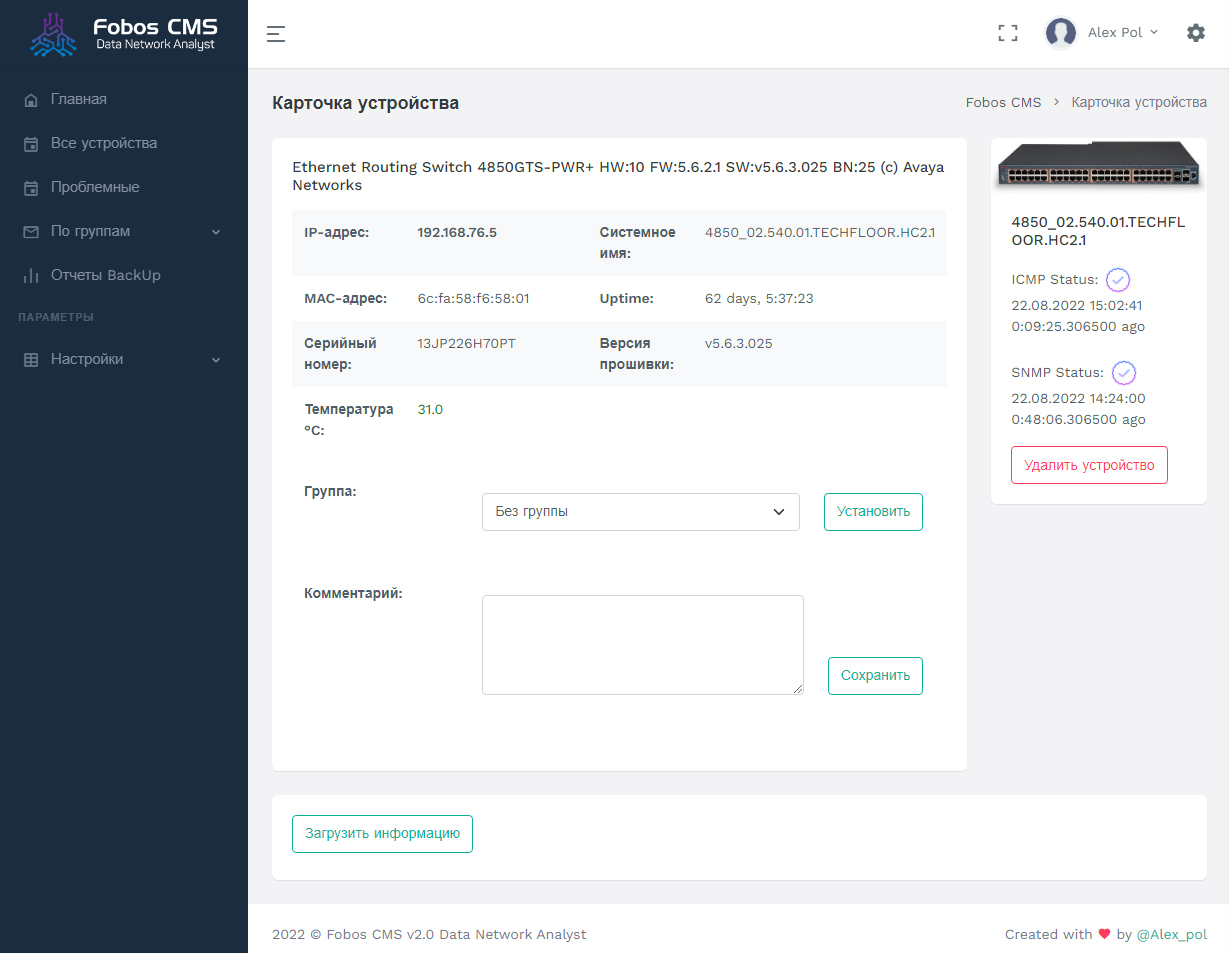 Fobos CMS
Data Network Analyst
Alex Pol
Главная
Все устройства
Проблемные
По группам
Отчеты BackUp
ПАРАМЕТРЫ
Настройки
Карточка устройства
Fobos CMS > Карточка устройства
Ethernet Routing Switch 4850GTS-PWR+ HW:10 FW:5.6.2.1 SW:v5.6.3.025 BN:25 (c) Avaya
Networks
IP-адрес: 192.168.76.5 Системное 4850_02.540.01.TECHFLOOR.HC2.1
имя:
MAC-адрес: 6c:fa:58:f6:58:01 Uptime: 62 days, 5:37:23
Серийный 13JP226H70PT Версия v5.6.3.025
номер: прошивки:
Температура 31.0
°C:
Группа:
Без группы Установить
Комментарий:
Сохранить
4850_02.540.01.TECHFL
OOR.HC2.1
ICMP Status:
22.08.2022 15:02:41
0:09:25.306500 ago
SNMP Status:
22.08.2022 14:24:00
0:48:06.306500 ago
Удалить устройство
Загрузить информацию
2022 © Fobos CMS v2.0 Data Network Analyst
Created with ❤ by @Alex_pol